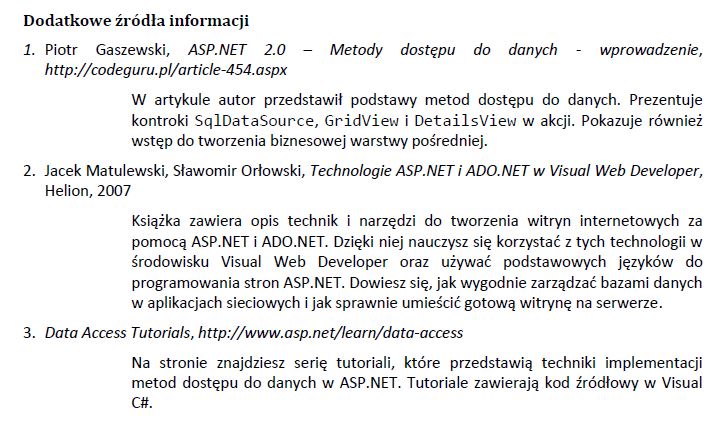 Dodatkowe źródła informacji
1. Piotr Gaszewski, ASP.NET 2.0 – Metody dostępu do danych - wprowadzenie,
http://codeguru.pl/article-454.aspx
W artykule autor przedstawił podstawy metod dostępu do danych. Prezentuje
kontroki SqlDataSource, GridView i DetailsView w akcji. Pokazuje również
wstęp do tworzenia biznesowej warstwy pośredniej.
2. Jacek Matulewski, Sławomir Orłowski, Technologie ASP.NET i ADO.NET w Visual Web Developer,
Helion, 2007
Książka zawiera opis technik i narzędzi do tworzenia witryn internetowych za
pomocą ASP.NET i ADO.NET. Dzięki niej nauczysz się korzystać z tych technologii w
środowisku Visual Web Developer oraz używać podstawowych języków do
programowania stron ASP.NET. Dowiesz się, jak wygodnie zarządzać bazami danych
w aplikacjach sieciowych i jak sprawnie umieścić gotową witrynę na serwerze.
3. Data Access Tutorials, http://www.asp.net/learn/data-access
Na stronie znajdziesz serię tutoriali, które przedstawią techniki implementacji
metod dostępu do danych w ASP.NET. Tutoriale zawierają kod źródłowy w Visual
C#.